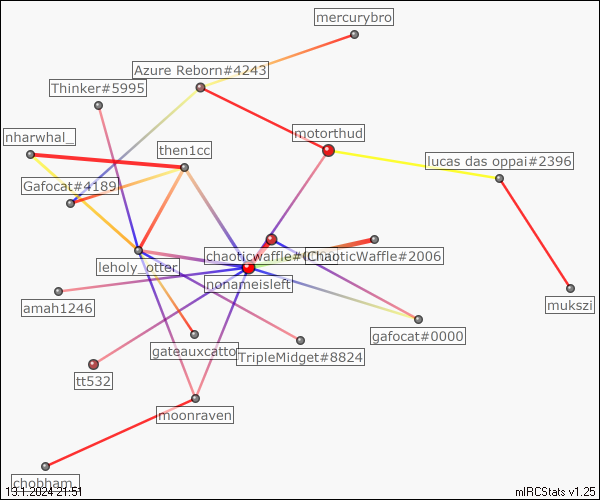 mercurybro
Azure Reborn#4243
Thinker#5995
nharwhal_
then1cc
motorthud
lucas das oppai#2396
Gafocat#4189
chaoticwaffle#0
ChaoticWaffle#2006
leholy_otter
nonameisleft
amah1246
mukszi
gafocat#0000
gateauxcatto
TripleMidget#8824
tt532
moonraven
chobham_
13.1.2024 21:51
mIRCStats v1.25